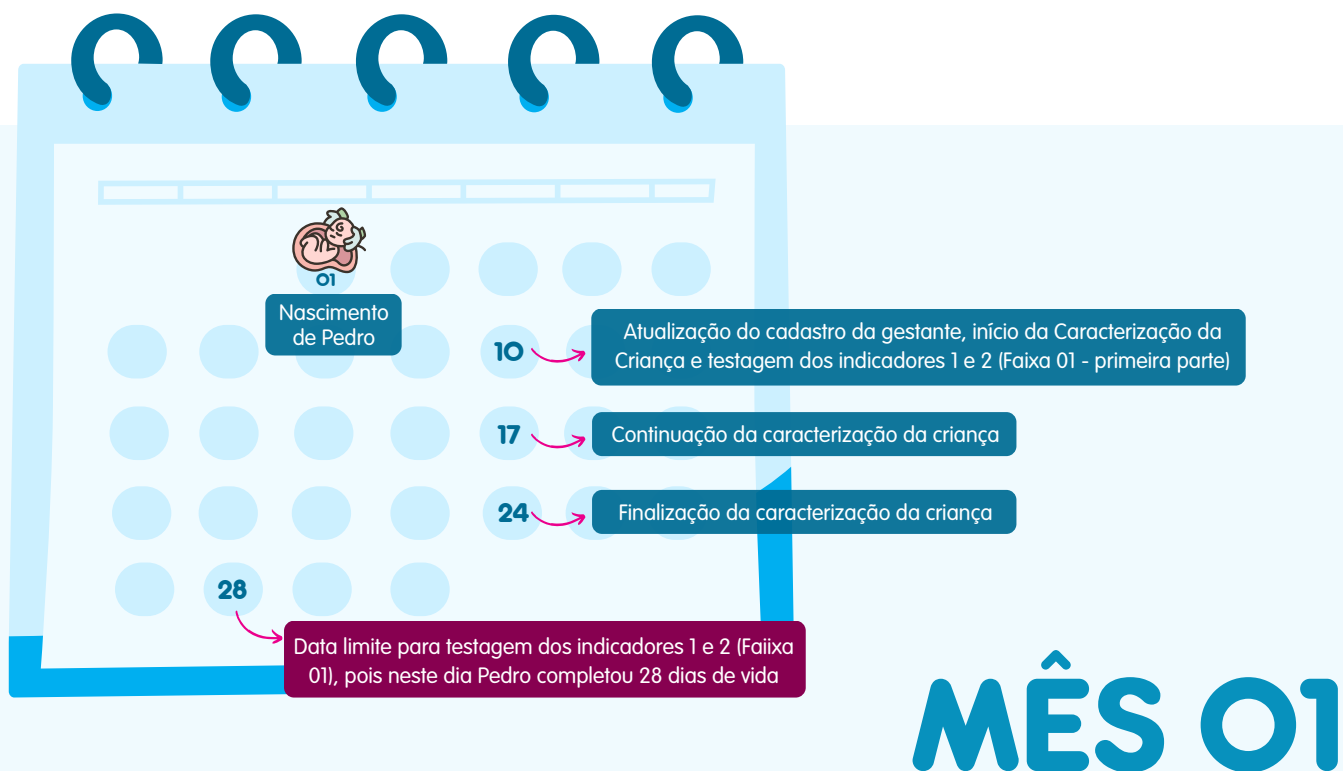 01
Nascimento
de Pedro
10
Atualização do cadastro da gestante, início da Caracterização da
Criança e testagem dos indicadores 1 e 2 (Faixa 01 - primeira parte)
17
Continuação da caracterização da criança
24
Finalização da caracterização da criança
28
Data limite para testagem dos indicadores 1 e 2 (Faiixa
01), pois neste dia Pedro completou 28 dias de vida
MÊS 01